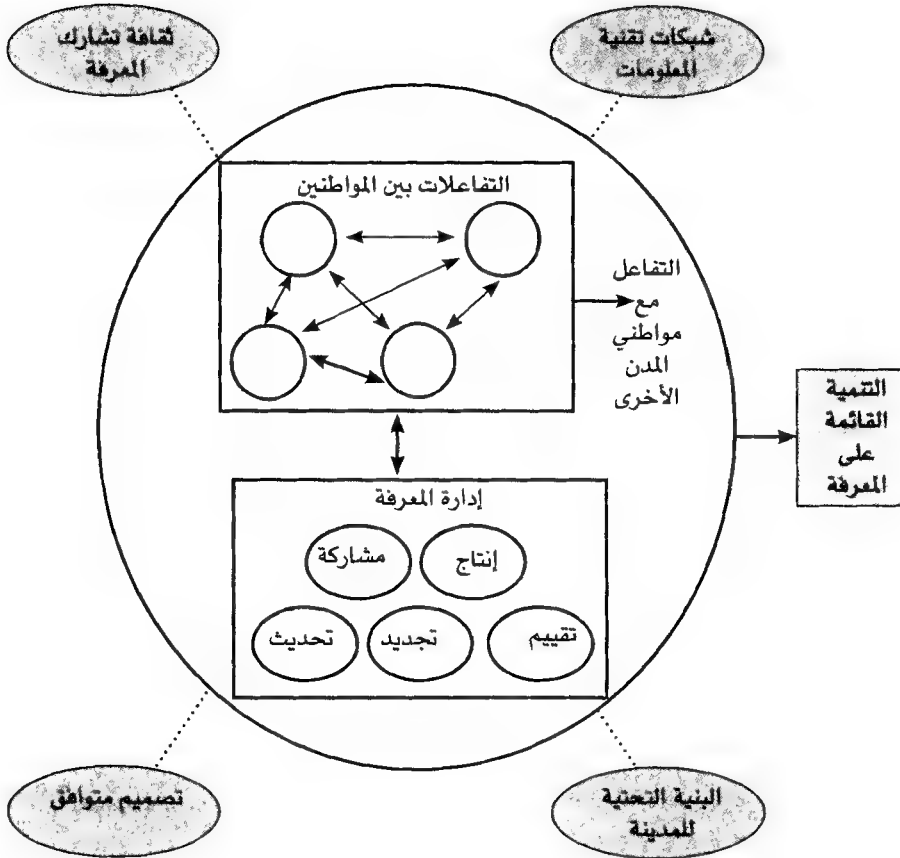 شبكات تقنية
المعلومات
ثقافة تشارك
المعرفة
التفاعلات بين المواطنين
التفاعل
مع
مواطني
المدن
الأخرى
التنمية
القائمة
على
المعرفة
إدارة المعرفة
إنتاج
مشاركة
تقييم
تجديد
تحديث
البنية التحتية
للمدينة
تصميم متوافق